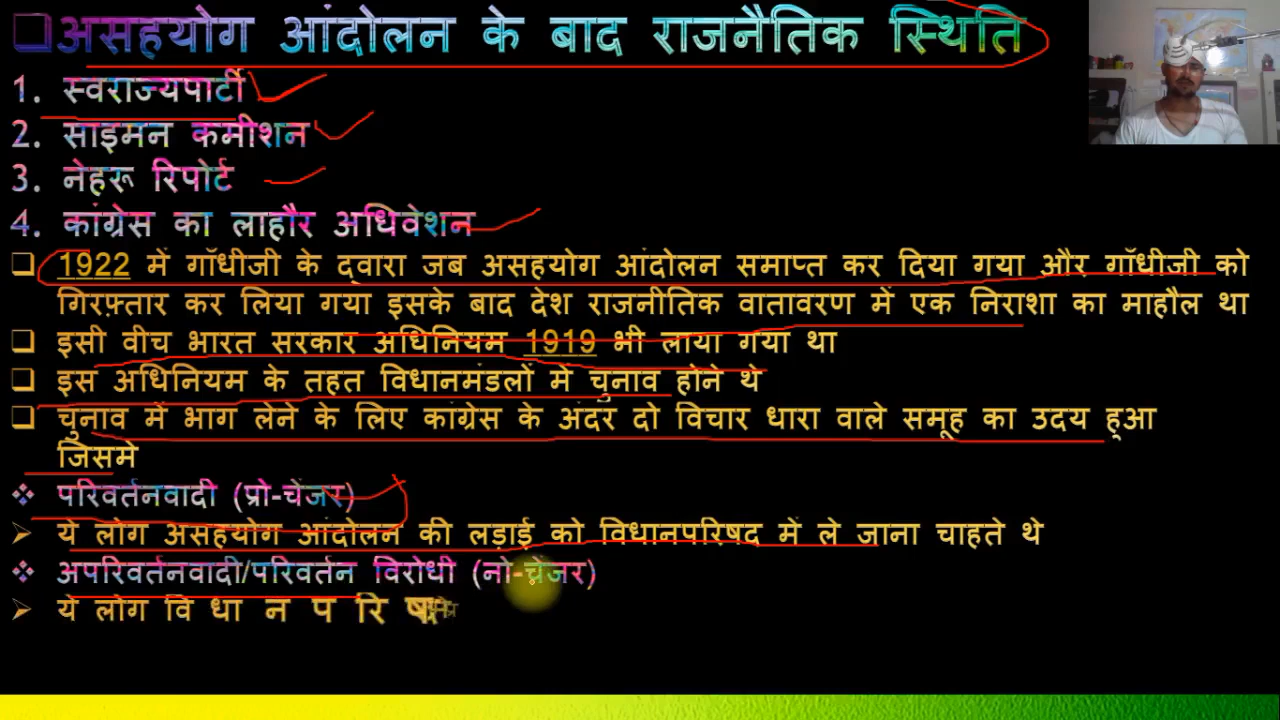 असहयोग आंदोलन के बाद राजनैतिक स्थिति
1. स्वराज्यपार्टी
2. साइमन कमीशन
3. नेहरू रिपोर्ट
4. कांग्रेस का लाहौर अधिवेशन
1922 में गॉधीजी के द्वारा जब असहयोग आंदोलन समाप्त कर दिया गया और गॉधीजी को
गिरफ़्तार कर लिया गया इसके बाद देश राजनीतिक वातावरण में एक निराशा का माहौल था
इसी वीच भारत सरकार अधिनियम 1919 भी लाया गया था
इस अधिनियम के तहत विधानमंडलों में चुनाव होने थे
चुनाव में भाग लेने के लिए कांग्रेस के अंदर दो विचार धारा वाले समूह का उदय हुआ
जिसमे
परिवर्तनवादी (प्रो-चेंजर)
ये लोग असहयोग आंदोलन की लड़ाई को विधानपरिषद में ले जाना चाहते थे
अपरिवर्तनवादी/परिवर्तन विरोधी (नो-चेंजर)
ये लोग वि धा न प रि ष